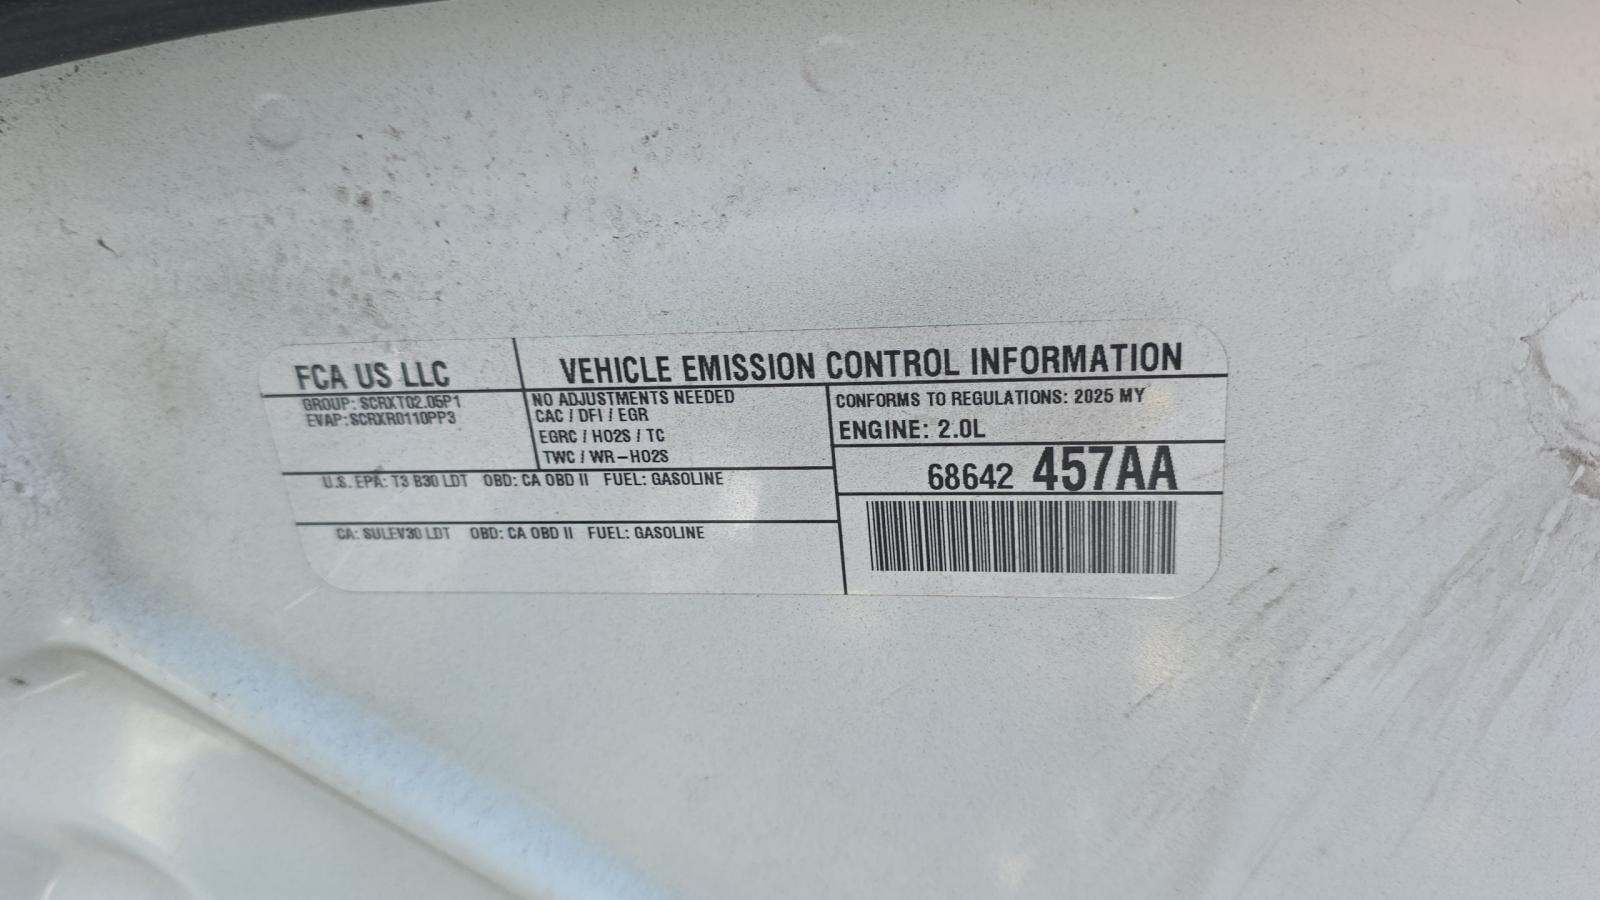 FCA US LLC
VEHICLE EMISSION CONTROL INFORMATION
GROUP: SCRXT02.05P1
EVAP: SCRXR0110PP3
NO ADJUSTMENTS NEEDED
CAC / DFI / EGR
EGRC / HO2S / TC
TWC / WR-HO2S
CONFORMS TO REGULATIONS: 2025 MY
ENGINE: 2.0L
68642 457AA
U.S. EPA: T3 B30 LDT OBD: CA OBD II FUEL: GASOLINE
CA: SULEV30 LDT OBD: CA OBD II FUEL: GASOLINE